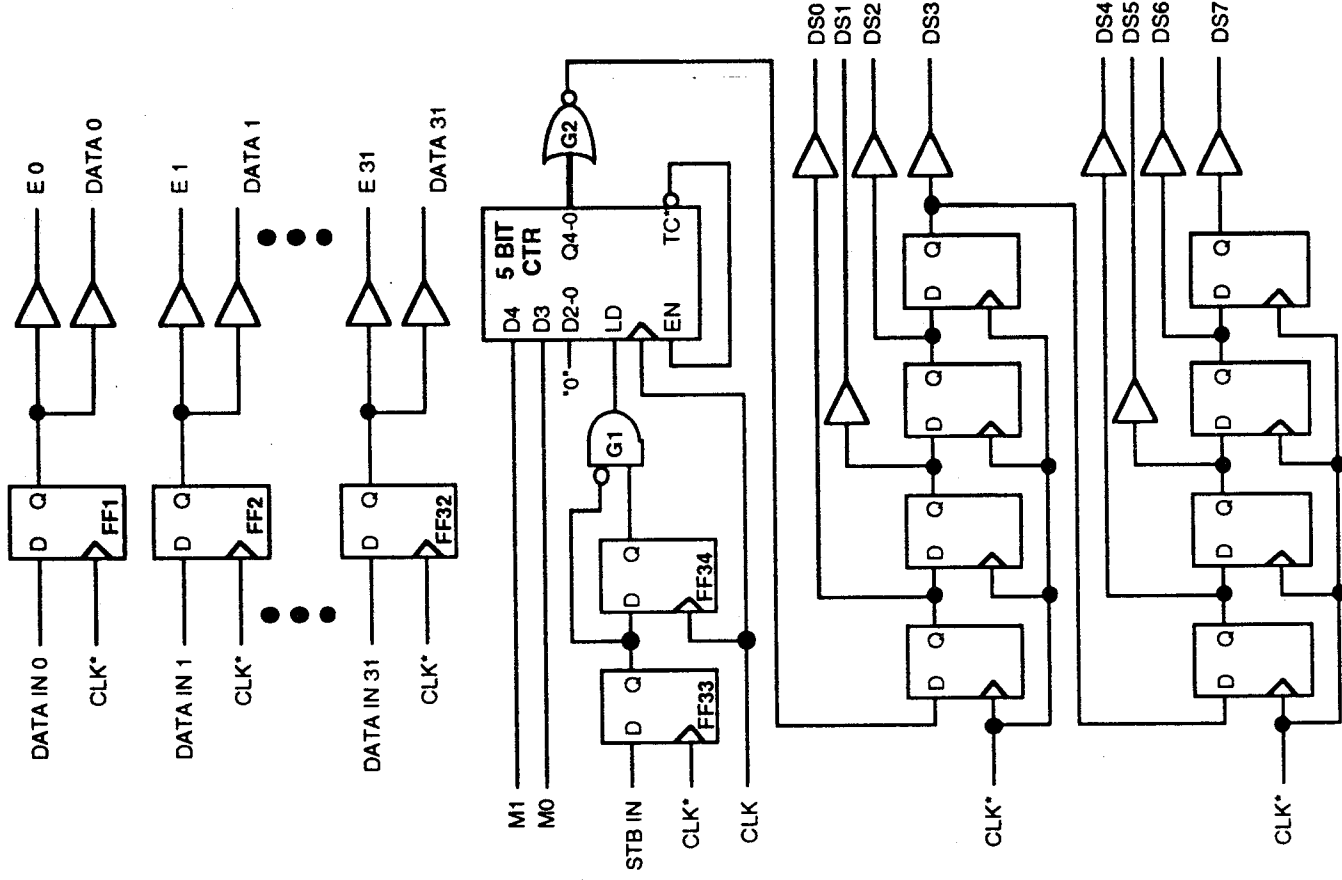 DATA IN 0
CLK*
D
Q
FF1
E 0
DATA 0
DATA IN 1
CLK*
D
Q
FF2
E 1
DATA 1
DATA IN 31
CLK*
D
Q
FF32
E 31
DATA 31
M1
M0
STB IN
CLK*
CLK
D
Q
FF33
D
Q
FF34
G1
"0"
D4
D3
D2-0
LD
EN
5 BIT
CTR
Q4-0
TC*
G2
CLK*
D
Q
D
Q
D
Q
D
Q
DS0
DS1
DS2
DS3
CLK*
D
Q
D
Q
D
Q
D
Q
DS4
DS5
DS6
DS7